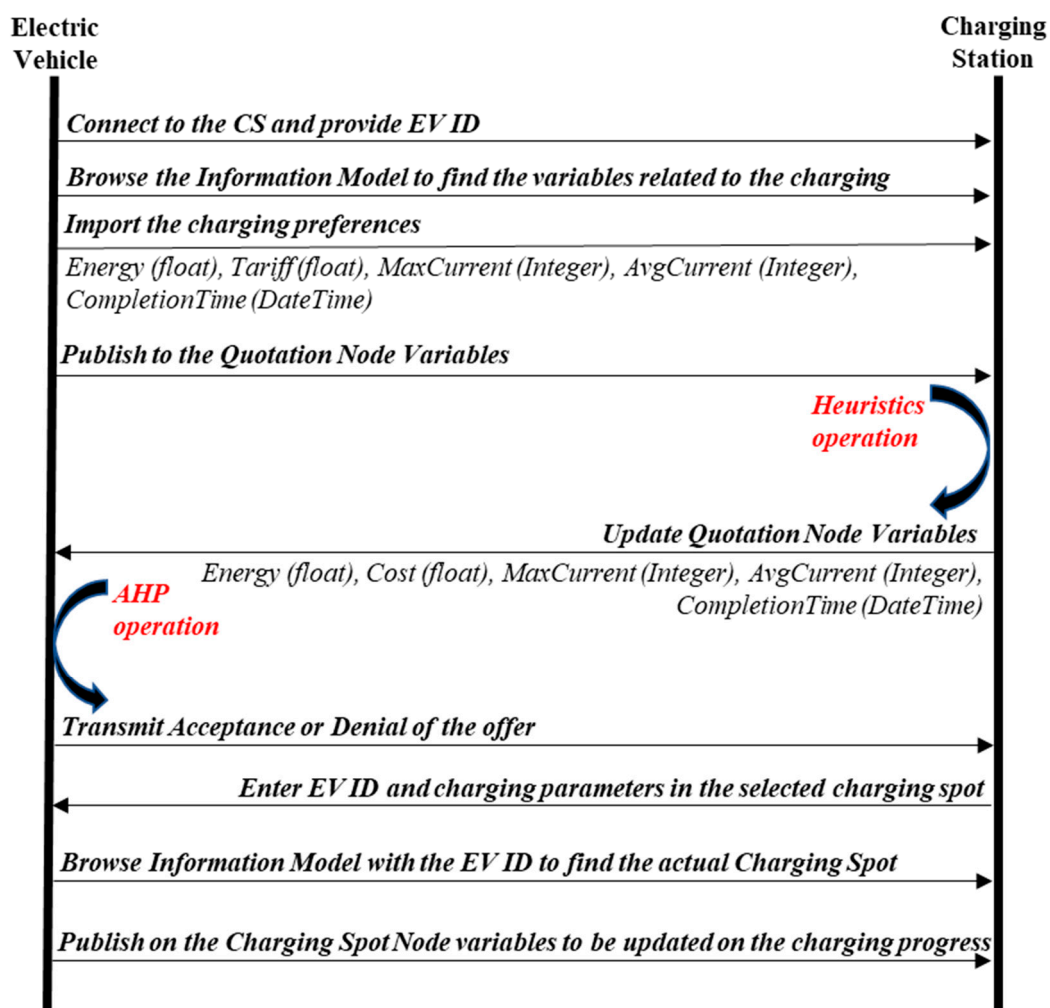 Electric
Vehicle
Charging
Station
Connect to the CS and provide EV ID
Browse the Information Model to find the variables related to the charging
Import the charging preferences
Energy (float), Tariff (float), MaxCurrent (Integer), AvgCurrent (Integer),
CompletionTime (DateTime)
Publish to the Quotation Node Variables
Heuristics
operation
Update Quotation Node Variables
Energy (float), Cost (float), MaxCurrent (Integer), AvgCurrent (Integer),
CompletionTime (DateTime)
AHP
operation
Transmit Acceptance or Denial of the offer
Enter EV ID and charging parameters in the selected charging spot
Browse Information Model with the EV ID to find the actual Charging Spot
Publish on the Charging Spot Node variables to be updated on the charging progress